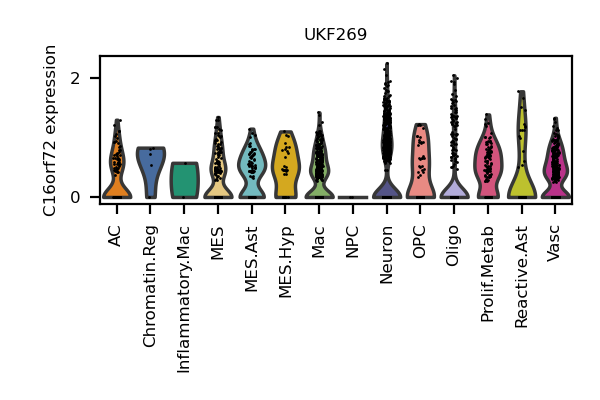 UKF269
C16orf72 expression
2
0
AC
Chromatin.Reg
Inflammatory.Mac
MES
MES.Ast
MES.Hyp
Mac
NPC
Neuron
OPC
Oligo
Prolif.Metab
Reactive.Ast
Vasc